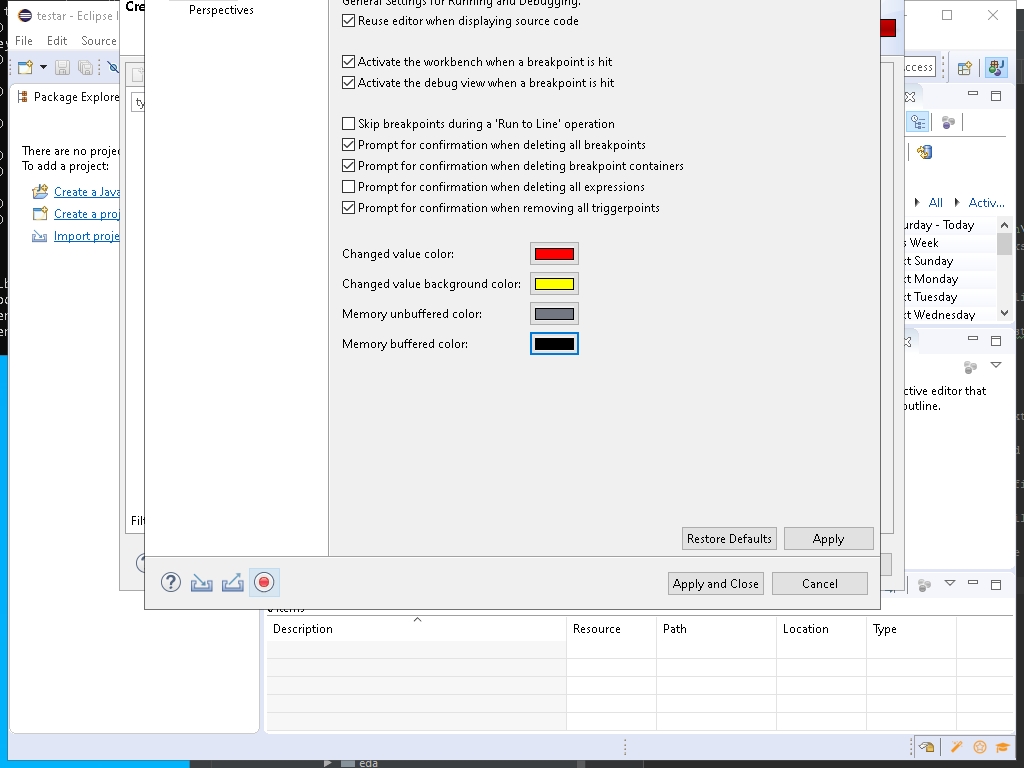 testar - Eclipse I
Cre
Perspectives
General Settings for Running and Debugging.
Reuse editor when displaying source code
File Edit Source
Activate the workbench when a breakpoint is hit
Activate the debug view when a breakpoint is hit
ccess
Package Explore
ty
Skip breakpoints during a 'Run to Line' operation
Prompt for confirmation when deleting all breakpoints
Prompt for confirmation when deleting breakpoint containers
Prompt for confirmation when deleting all expressions
Prompt for confirmation when removing all triggerpoints
There are no projec
To add a project:
Create a Java
Create a proj
Import proje
All Activ...
urday - Today
s Week
xt Sunday
xt Monday
xt Tuesday
xt Wednesday
Changed value color:
Changed value background color:
Memory unbuffered color:
Memory buffered color:
ctive editor that
outline.
Filt
Restore Defaults Apply
Apply and Close Cancel
0 items
Description Resource Path Location Type
eda